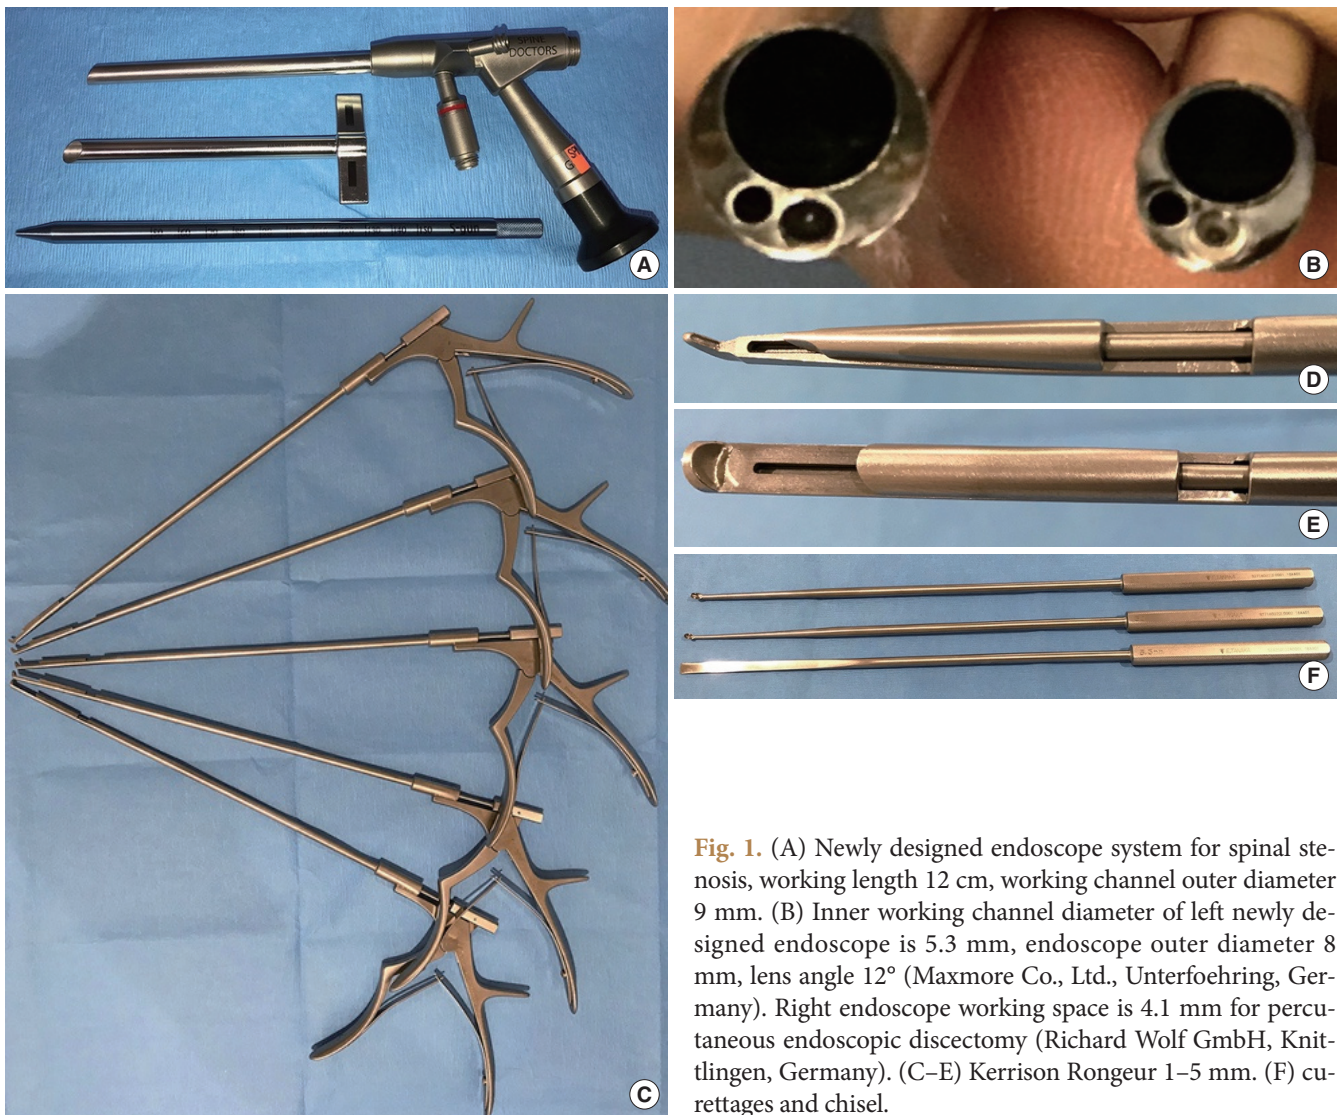 SPINE
DOCTORS
A
B
C
D
E
F
Fig. 1. (A) Newly designed endoscope system for spinal ste-
nosis, working length 12 cm, working channel outer diameter
9 mm. (B) Inner working channel diameter of left newly de-
signed endoscope is 5.3 mm, endoscope outer diameter 8
mm, lens angle 12° (Maxmore Co., Ltd., Unterfoehring, Ger-
many). Right endoscope working space is 4.1 mm for percu-
taneous endoscopic discectomy (Richard Wolf GmbH, Knit-
tlingen, Germany). (C–E) Kerrison Rongeur 1–5 mm. (F) cu-
rettages and chisel.